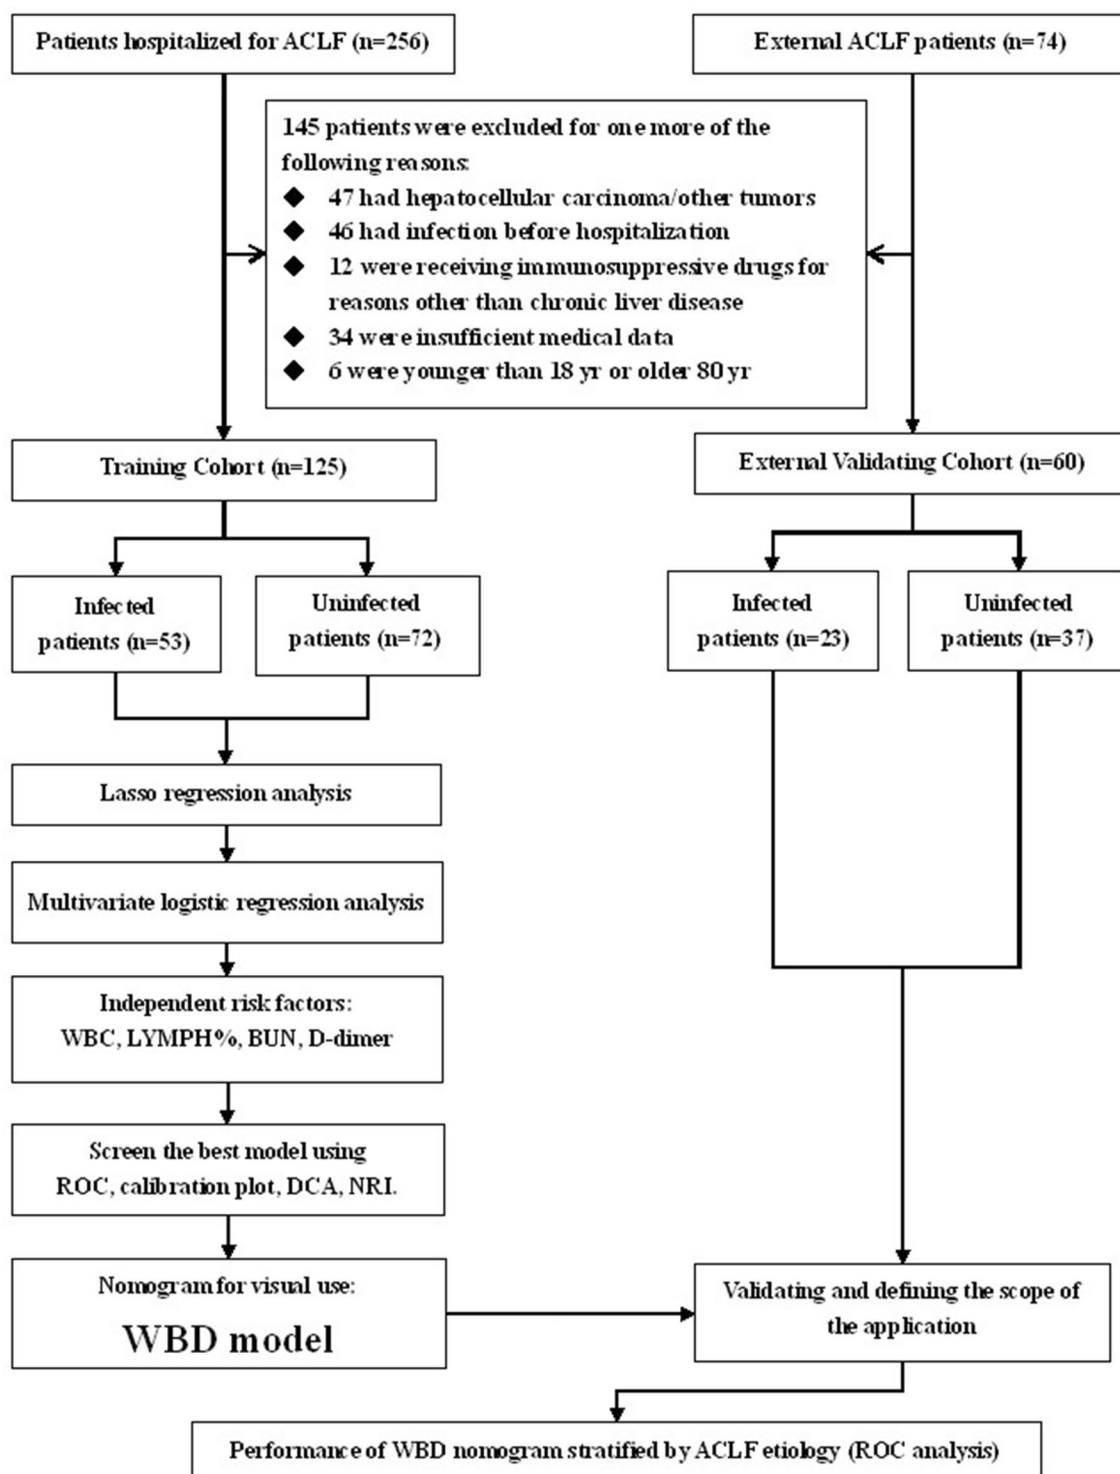 Patients hospitalized for ACLF (n=256)
External ACLF patients (n=74)
145 patients were excluded for one more of the
following reasons:
◆ 47 had hepatocellular carcinoma/other tumors
◆ 46 had infection before hospitalization
◆ 12 were receiving immunosuppressive drugs for
reasons other than chronic liver disease
◆ 34 were insufficient medical data
◆ 6 were younger than 18 yr or older 80 yr
Training Cohort (n=125)
External Validating Cohort (n=60)
Infected
patients (n=53)
Uninfected
patients (n=72)
Infected
patients (n=23)
Uninfected
patients (n=37)
Lasso regression analysis
Multivariate logistic regression analysis
Independent risk factors:
WBC, LYMPH%, BUN, D-dimer
Screen the best model using
ROC, calibration plot, DCA, NRI.
Nomogram for visual use:
WBD model
Validating and defining the scope of
the application
Performance of WBD nomogram stratified by ACLF etiology (ROC analysis)